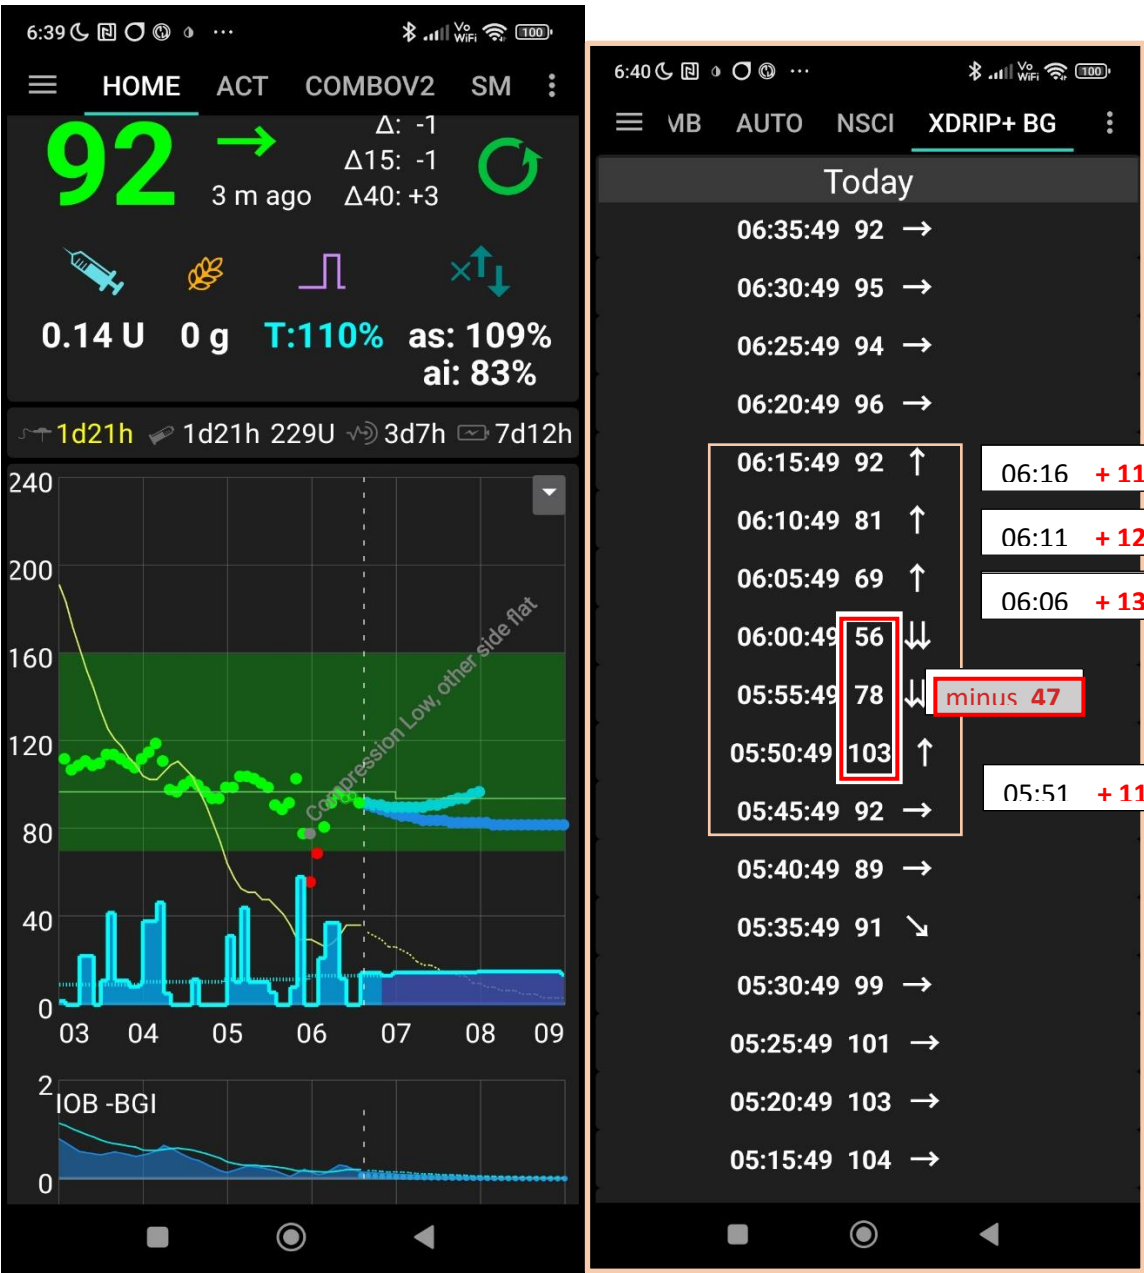 6:39
100
HOME ACT COMBOV2 SM
92 → Δ: -1
Δ15: -1
3 m ago Δ40: +3
0.14 U 0 g T:110% as: 109%
ai: 83%
1d21h 1d21h 229U 3d7h 7d12h
240
200
160
120
80
40
0
Compression Low, other side flat
03 04 05 06 07 08 09
2
IOB -BGI
0
6:40
Vo WiFi 100
MB AUTO NSCI XDRIP+ BG
Today
06:35:49 92 →
06:30:49 95 →
06:25:49 94 →
06:20:49 96 →
06:15:49 92 ↑ 06:16 + 11
06:10:49 81 ↑ 06:11 + 12
06:05:49 69 ↑ 06:06 + 13
06:00:49 56 ⇊
05:55:49 78 ⇊ minus 47
05:50:49 103 ↑
05:51 + 11
05:45:49 92 →
05:40:49 89 →
05:35:49 91 ↘
05:30:49 99 →
05:25:49 101 →
05:20:49 103 →
05:15:49 104 →